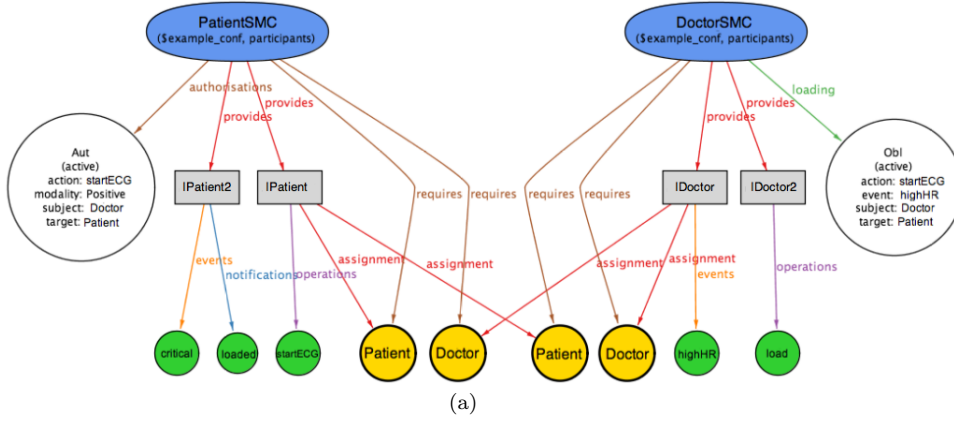 PatientSMC
($example_conf, participants)
DoctorSMC
($example_conf, participants)
authorisations
provides
provides
provides
provides
loading
Aut
(active)
action: startECG
modality: Positive
subject: Doctor
target: Patient
IPatient2
IPatient
requires
requires
requires
requires
IDoctor
IDoctor2
Obl
(active)
action: startECG
event: highHR
subject: Doctor
target: Patient
events
notifications
operations
assignment
assignment
assignment
assignment
events
operations
critical
loaded
startECG
Patient
Doctor
Patient
Doctor
highHR
load
(a)